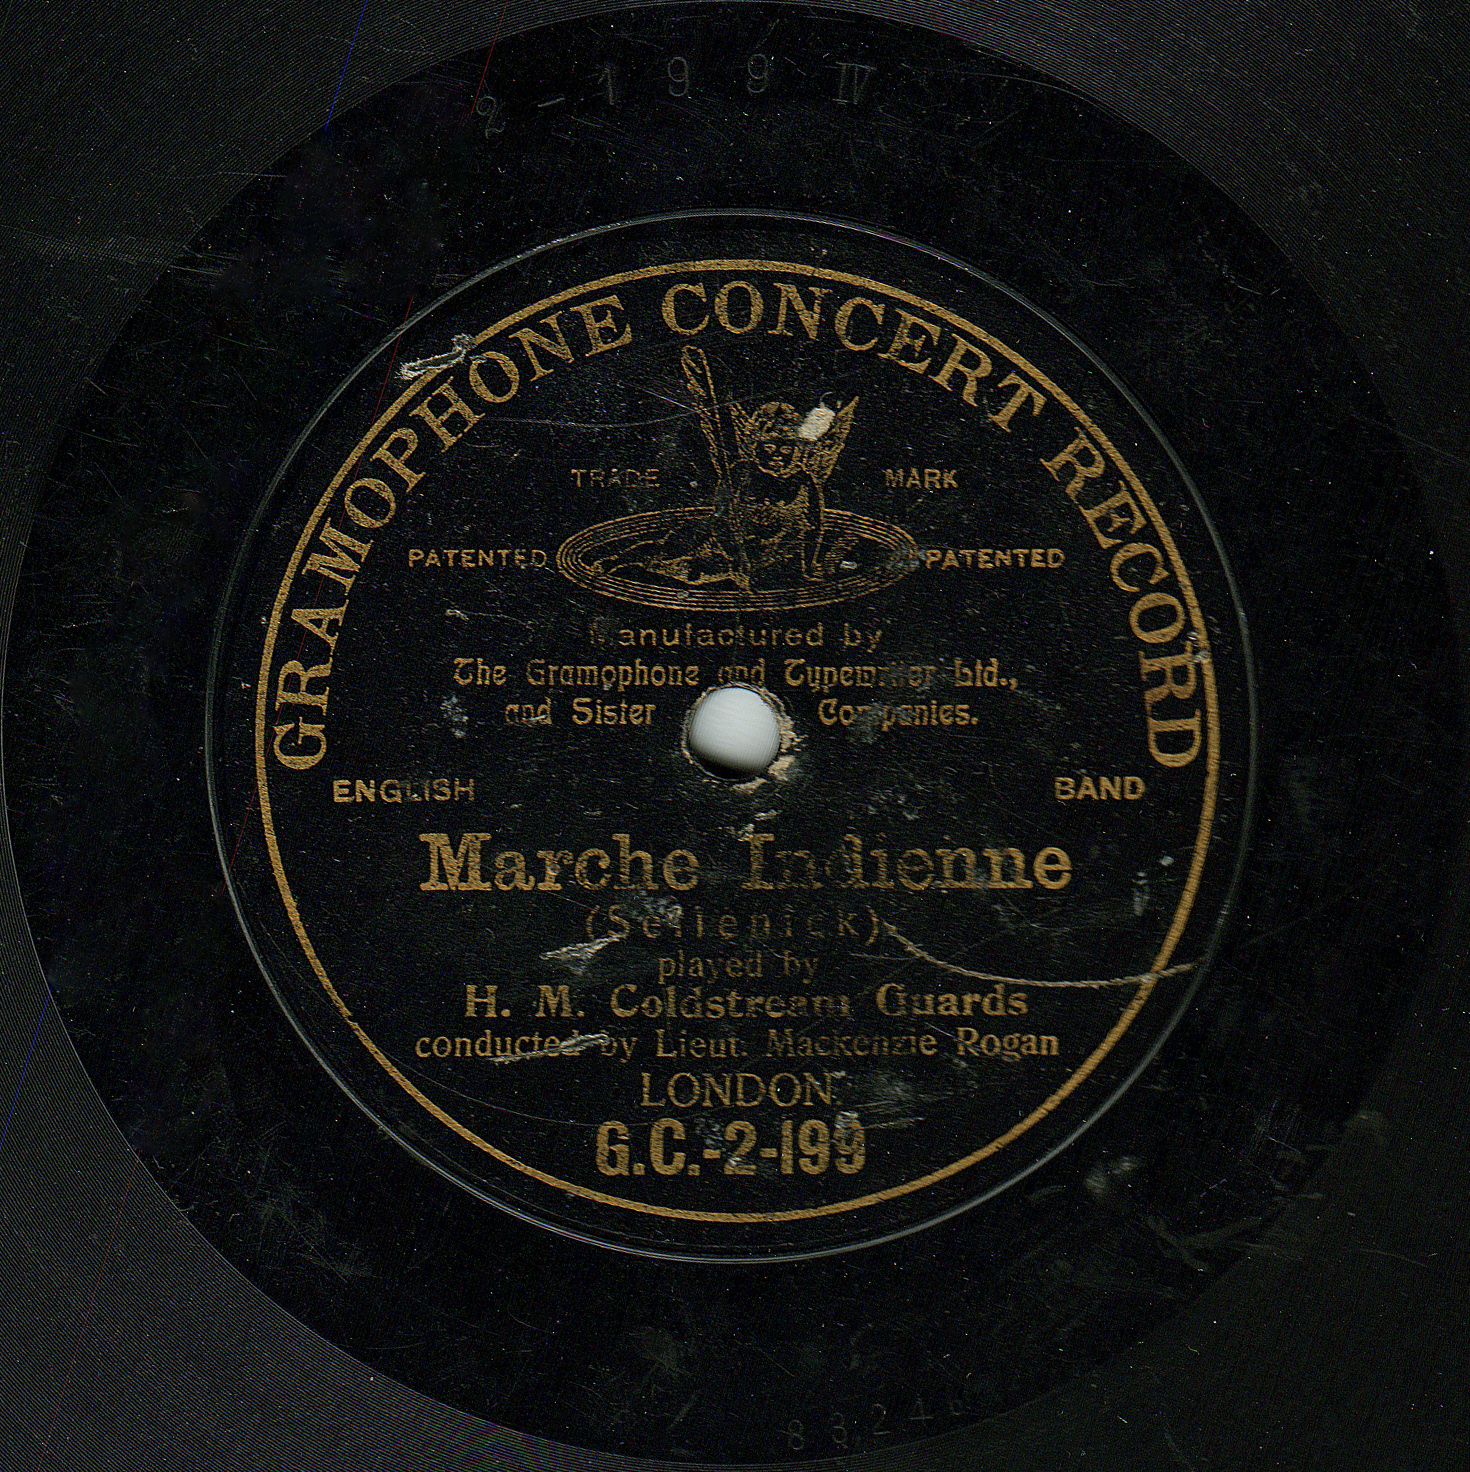 2-199 IV
GRAMOPHONE CONCERT RECORD
TRADE MARK
PATENTED PATENTED
Manufactured by
The Gramophone and Typewriter Ltd.,
and Sister Companies.
ENGLISH BAND
Marche Indienne
(Sellenick)
played by
H. M. Coldstream Guards
conducted by Lieut. Mackenzie Rogan
LONDON.
G.C.-2-199